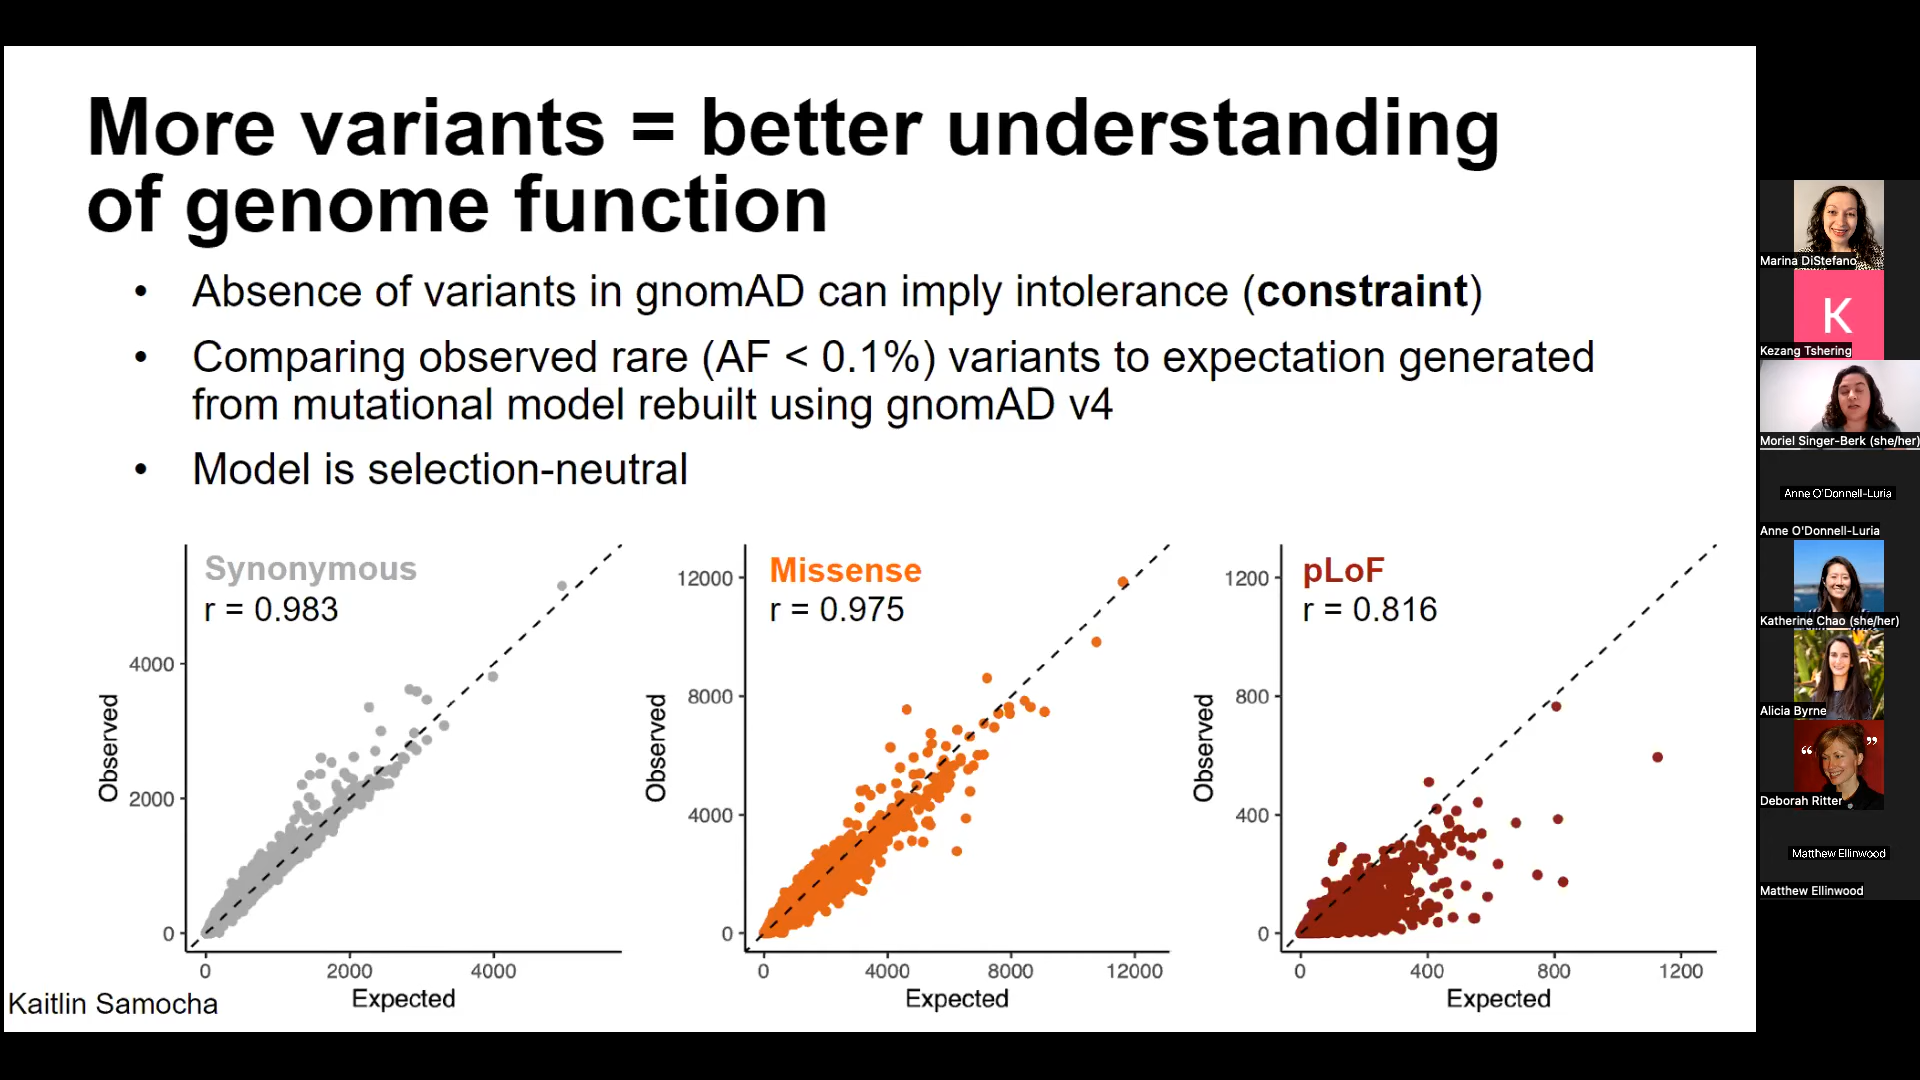 More variants = better understanding
of genome function
• Absence of variants in gnomAD can imply intolerance (constraint)
• Comparing observed rare (AF < 0.1%) variants to expectation generated
from mutational model rebuilt using gnomAD v4
• Model is selection-neutral
Synonymous
r = 0.983
4000
2000
0
Observed
0 2000 4000
Expected
Missense
r = 0.975
12000
8000
4000
0
Observed
0 4000 8000 12000
Expected
pLoF
r = 0.816
1200
800
400
0
Observed
0 400 800 1200
Expected
Kaitlin Samocha
Marina DiStefano
K
Kezang Tshering
Moriel Singer-Berk (she/her)
Anne O'Donnell-Luria
Anne O'Donnell-Luria
Katherine Chao (she/her)
Alicia Byrne
“ ”
Deborah Ritter
Matthew Ellinwood
Matthew Ellinwood